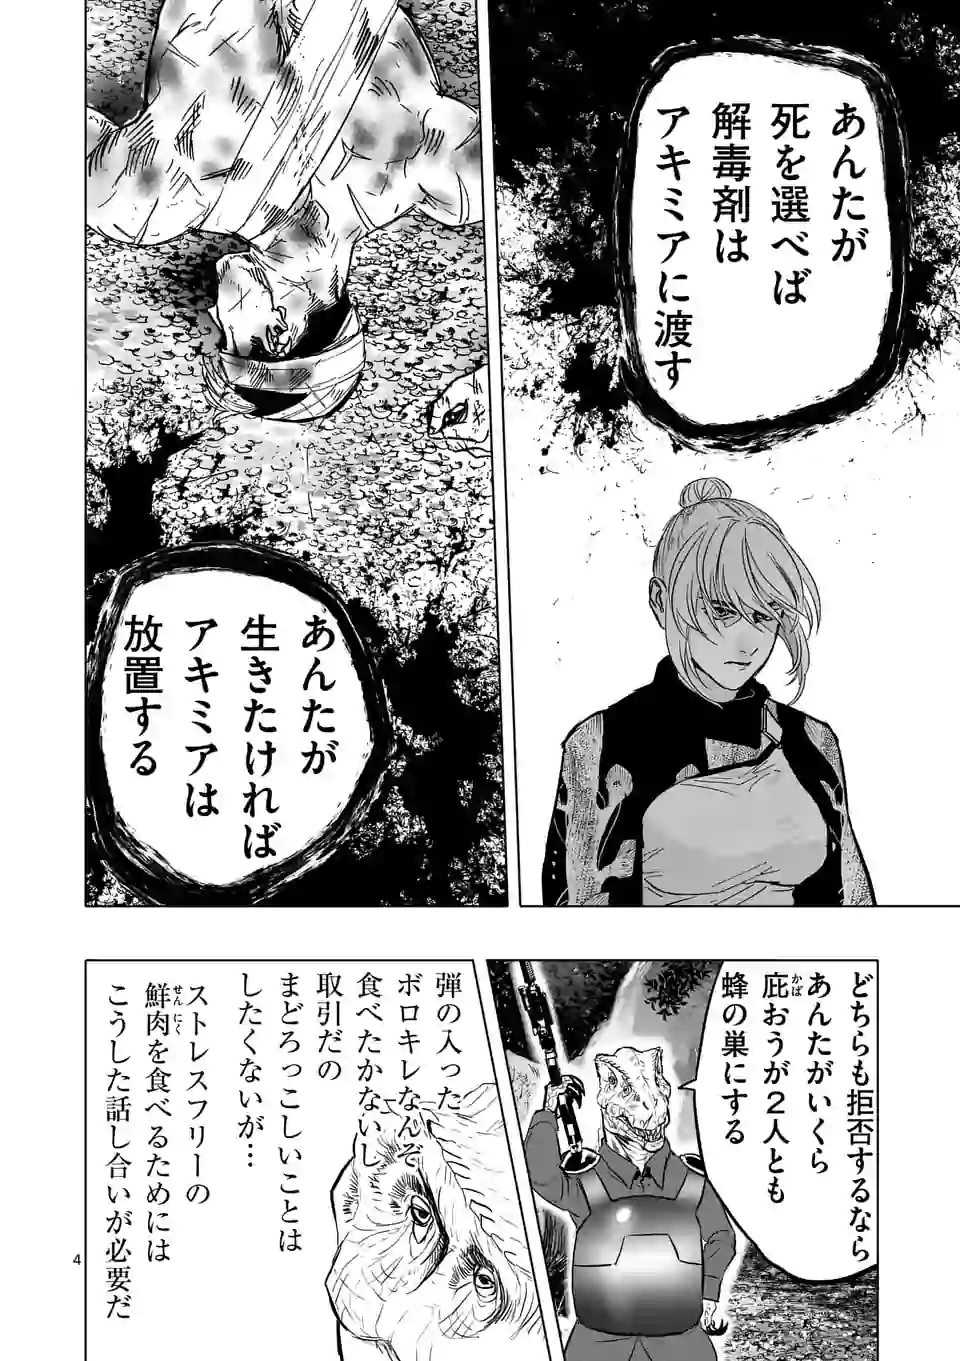 あんたが
死を選べば
解毒剤は
アキミアに渡す
あんたが
生きたければ
アキミアは
放置する
どちらも拒否するなら
あんたがいくら
庇おうが2人とも
かば
蜂の巣にする
弾の入った
ボロキレなんぞ
食べたかないし
取引だの
まどろっこしいことは
したくないが…
ストレスフリーの
鮮肉を食べるためには
せんにく
こうした話し合いが必要だ
4